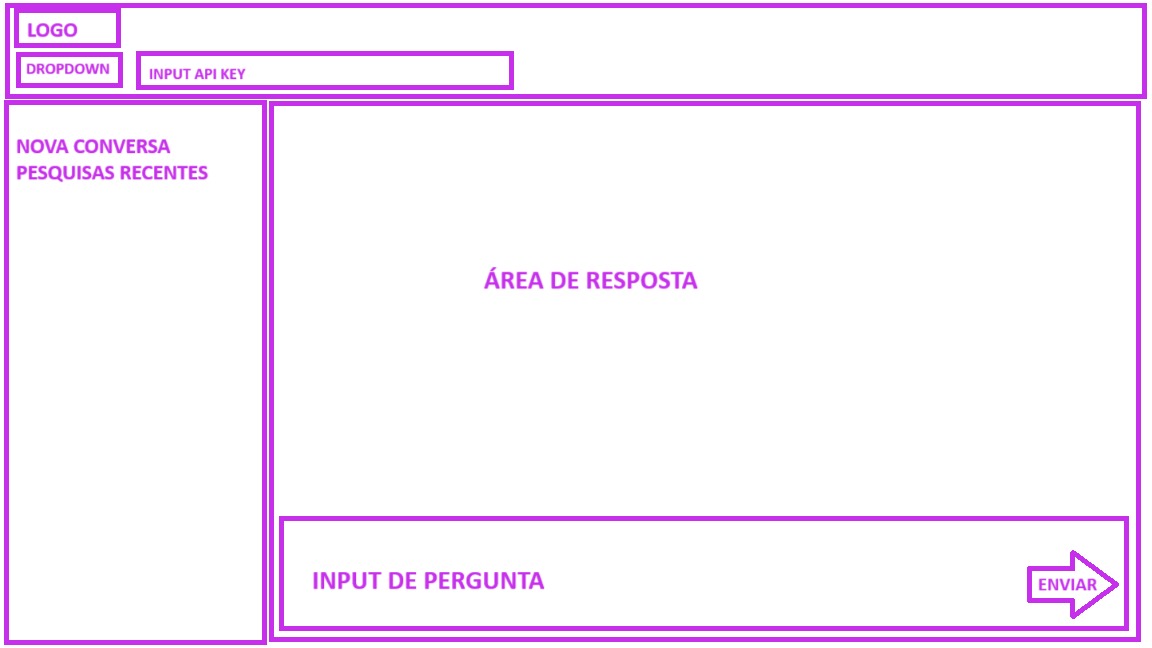 LOGO
DROPDOWN
INPUT API KEY
NOVA CONVERSA
PESQUISAS RECENTES
ÁREA DE RESPOSTA
INPUT DE PERGUNTA
ENVIAR